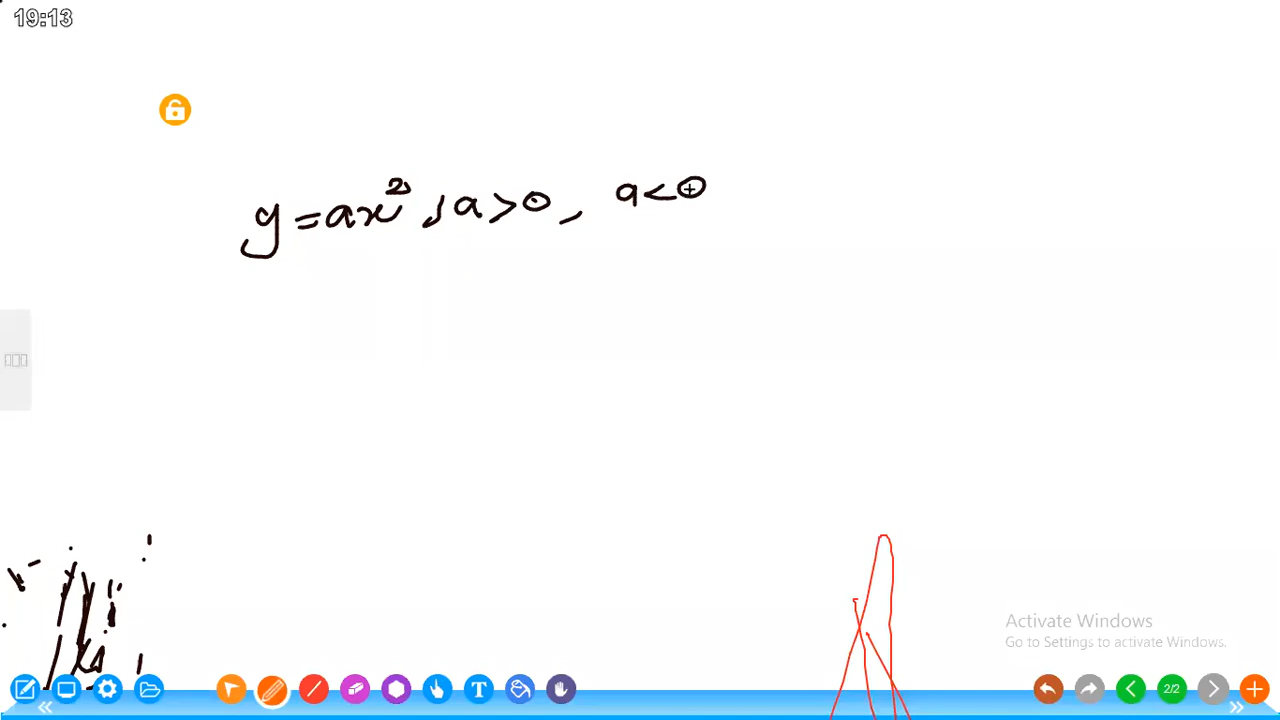 19:13
y = ax² , a > 0 , a < 0
Activate Windows
Go to Settings to activate Windows.
T
2/2